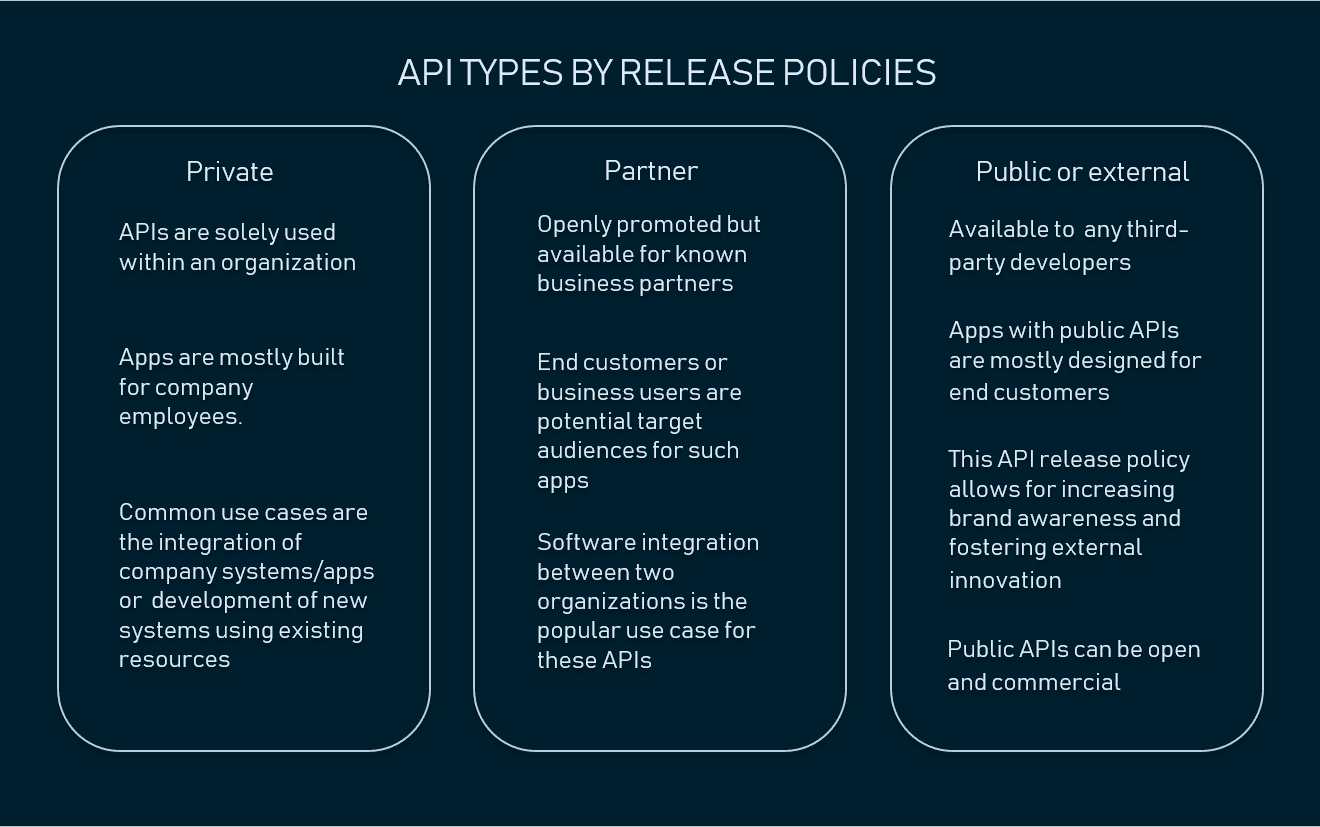 API TYPES BY RELEASE POLICIES
Private
APIs are solely used
within an organization
Apps are mostly built
for company
employees.
Common use cases are
the integration of
company systems/apps
or development of new
systems using existing
resources
Partner
Openly promoted but
available for known
business partners
End customers or
business users are
potential target
audiences for such
apps
Software integration
between two
organizations is the
popular use case for
these APIs
Public or external
Available to any third-
party developers
Apps with public APIs
are mostly designed for
end customers
This API release policy
allows for increasing
brand awareness and
fostering external
innovation
Public APIs can be open
and commercial